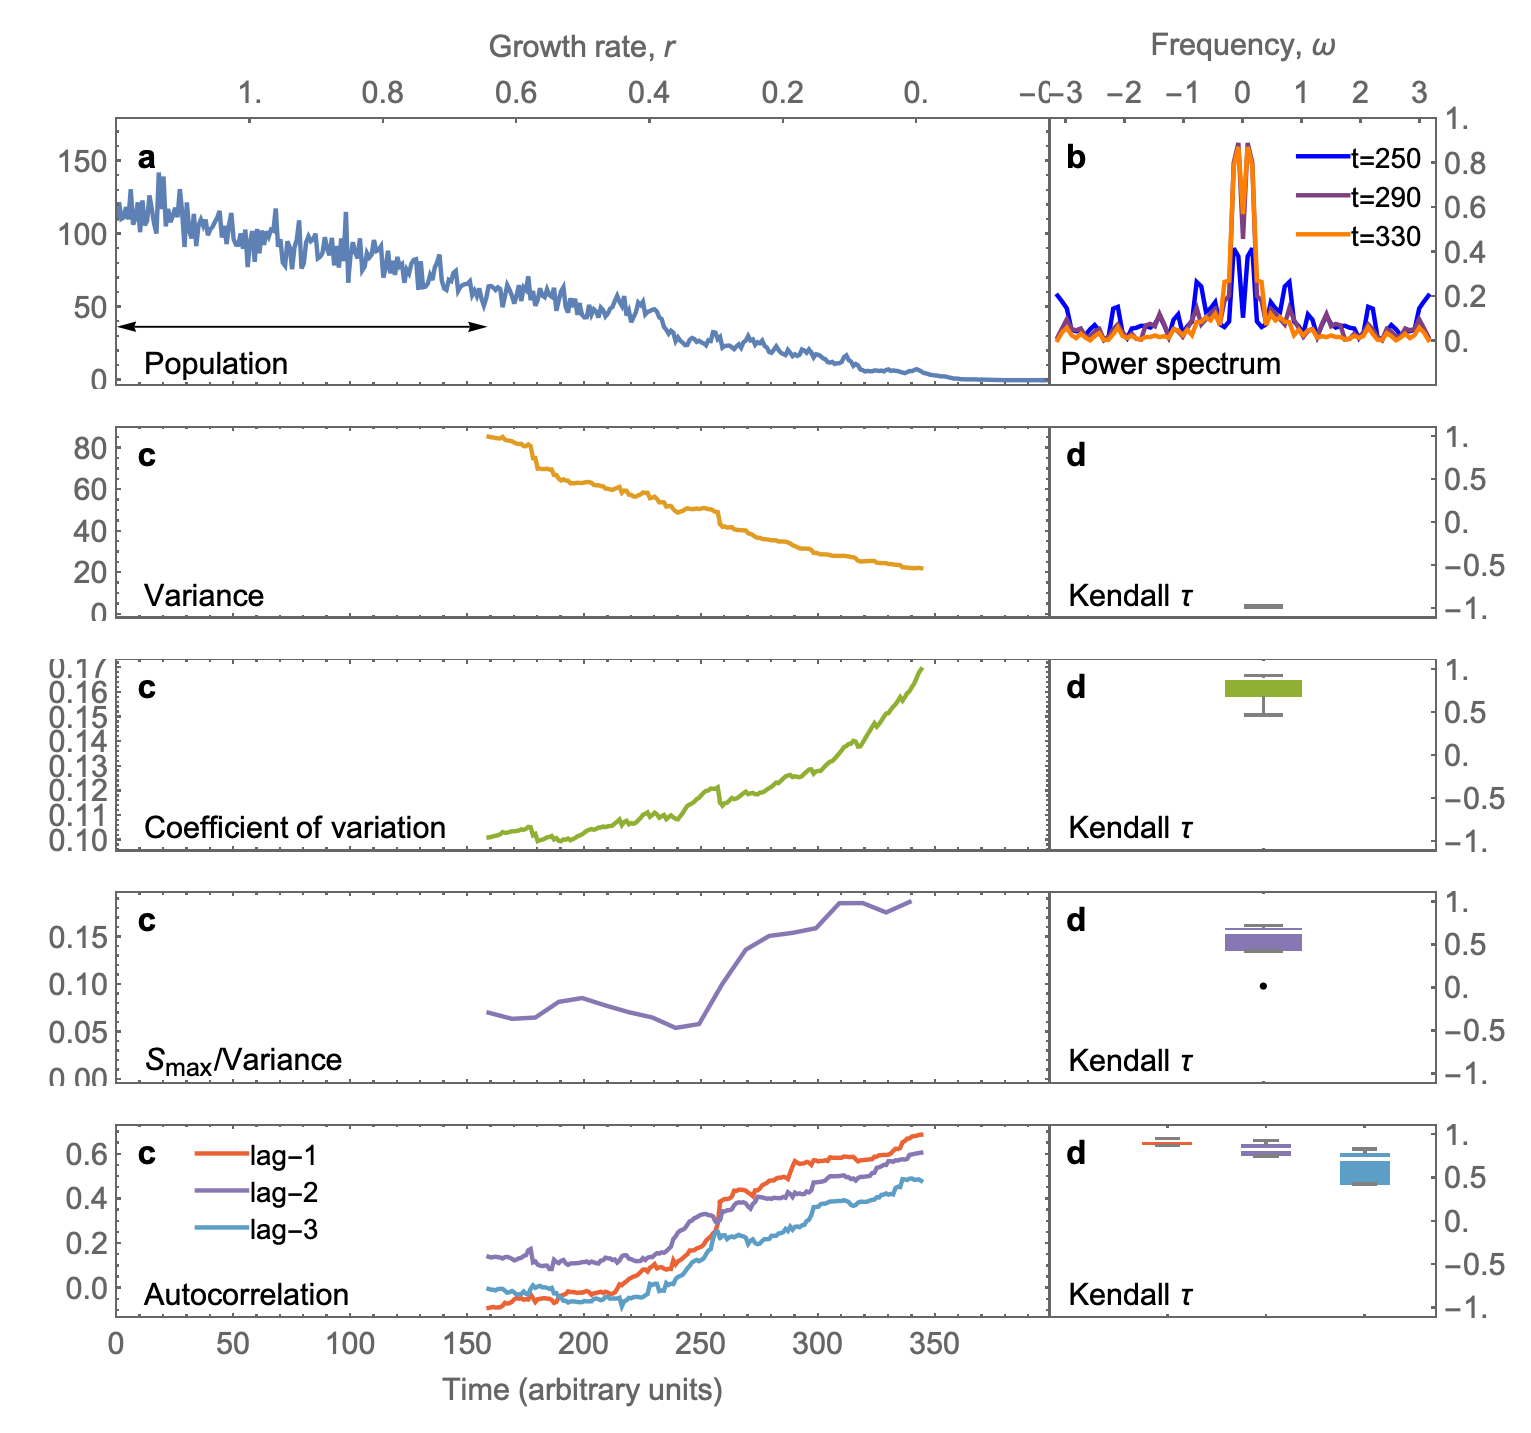 Growth rate, r
Frequency, ω
1. 0.8 0.6 0.4 0.2 0. −0
−3 −2 −1 0 1 2 3
a
150
100
50
0
Population
b
t=250
t=290
t=330
Power spectrum
1.
0.8
0.6
0.4
0.2
0.
c
80
60
40
20
0
Variance
d
Kendall τ
1.
0.5
0.
−0.5
−1.
c
0.17
0.16
0.15
0.14
0.13
0.12
0.11
0.10
Coefficient of variation
d
Kendall τ
1.
0.5
0.
−0.5
−1.
c
0.15
0.10
0.05
0.00
Smax/Variance
d
Kendall τ
1.
0.5
0.
−0.5
−1.
c
lag−1
lag−2
lag−3
0.6
0.4
0.2
0.0
Autocorrelation
d
Kendall τ
1.
0.5
0.
−0.5
−1.
0 50 100 150 200 250 300 350
Time (arbitrary units)